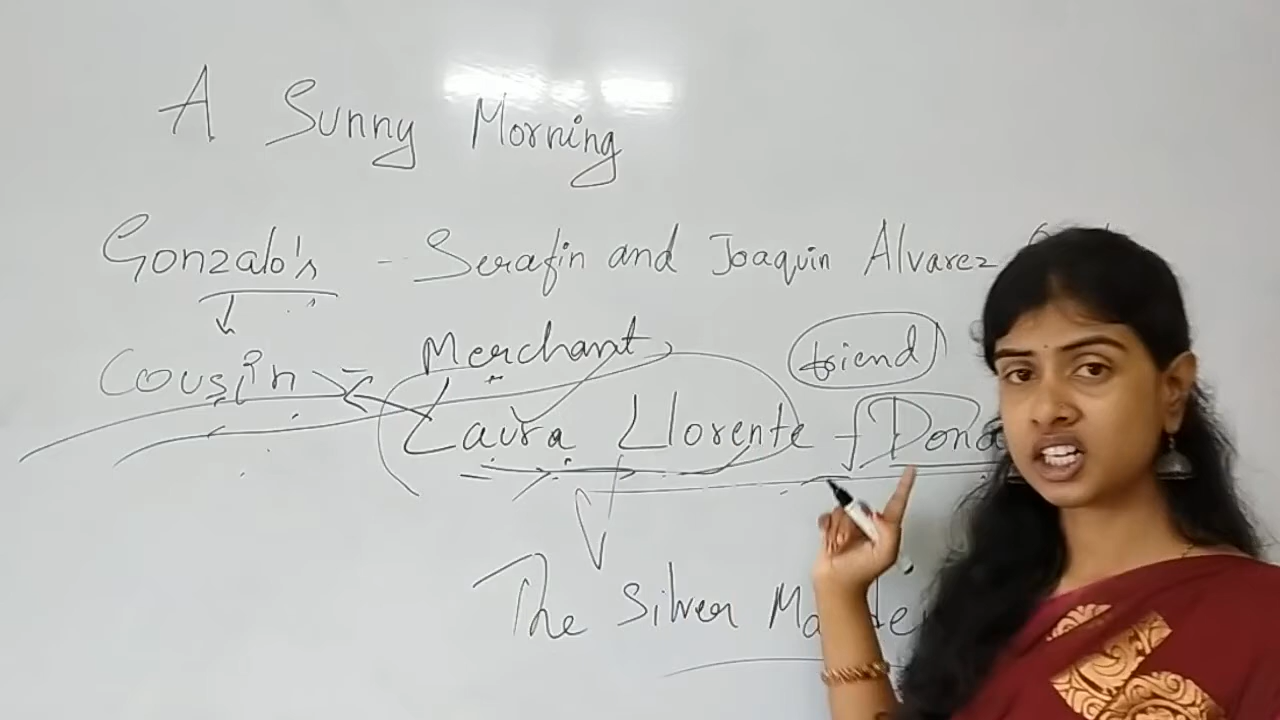 A Sunny Morning
Gonzalo's - Serafin and Joaquin Alvarez
Cousin - Merchant friend
Laura Llorente - Dona
The Silver